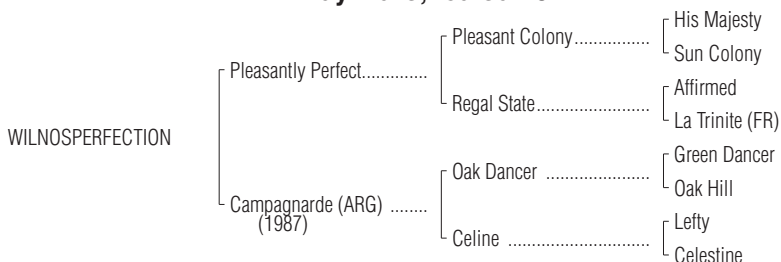 Pleasantly Perfect..............
Pleasant Colony................
His Majesty
Sun Colony
Regal State........................
Affirmed
La Trinite (FR)
WILNOSPERFECTION
Campagnarde (ARG) ........
(1987)
Oak Dancer ......................
Green Dancer
Oak Hill
Celine ..............................
Lefty
Celestine